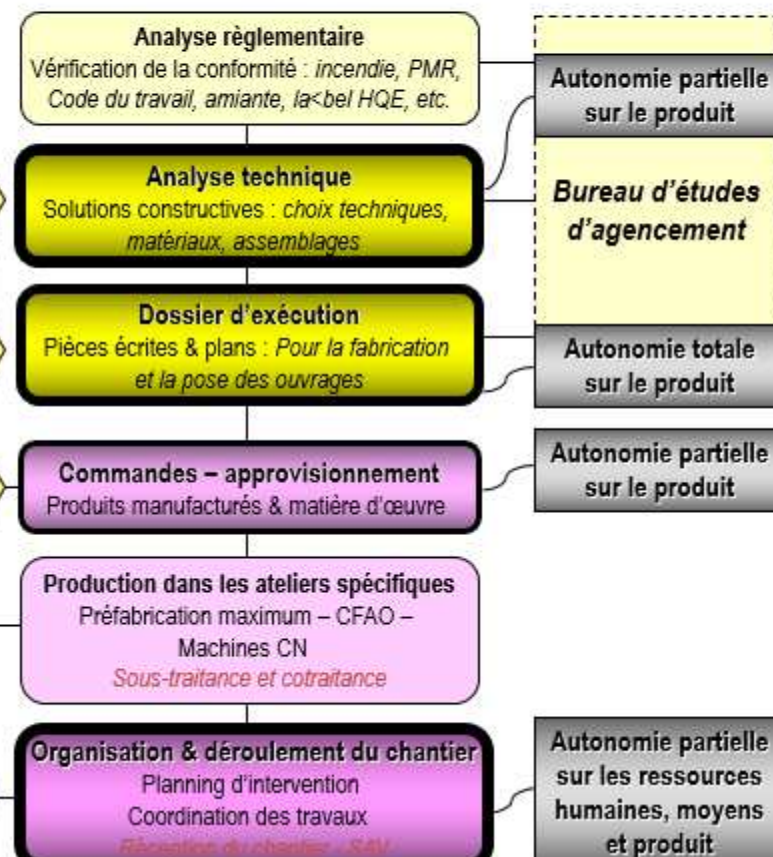 Analyse règlementaire
Vérification de la conformité : incendie, PMR,
Code du travail, amiante, la<bel HQE, etc.
Autonomie partielle
sur le produit
Analyse technique
Solutions constructives : choix techniques,
matériaux, assemblages
Bureau d’études
d’agencement
Dossier d’exécution
Pièces écrites & plans : Pour la fabrication
et la pose des ouvrages
Autonomie totale
sur le produit
Commandes – approvisionnement
Produits manufacturés & matière d’œuvre
Autonomie partielle
sur le produit
Production dans les ateliers spécifiques
Préfabrication maximum – CFAO –
Machines CN
Sous-traitance et cotraitance
Organisation & déroulement du chantier
Planning d’intervention
Coordination des travaux
Réception du chantier - SAV
Autonomie partielle
sur les ressources
humaines, moyens
et produit